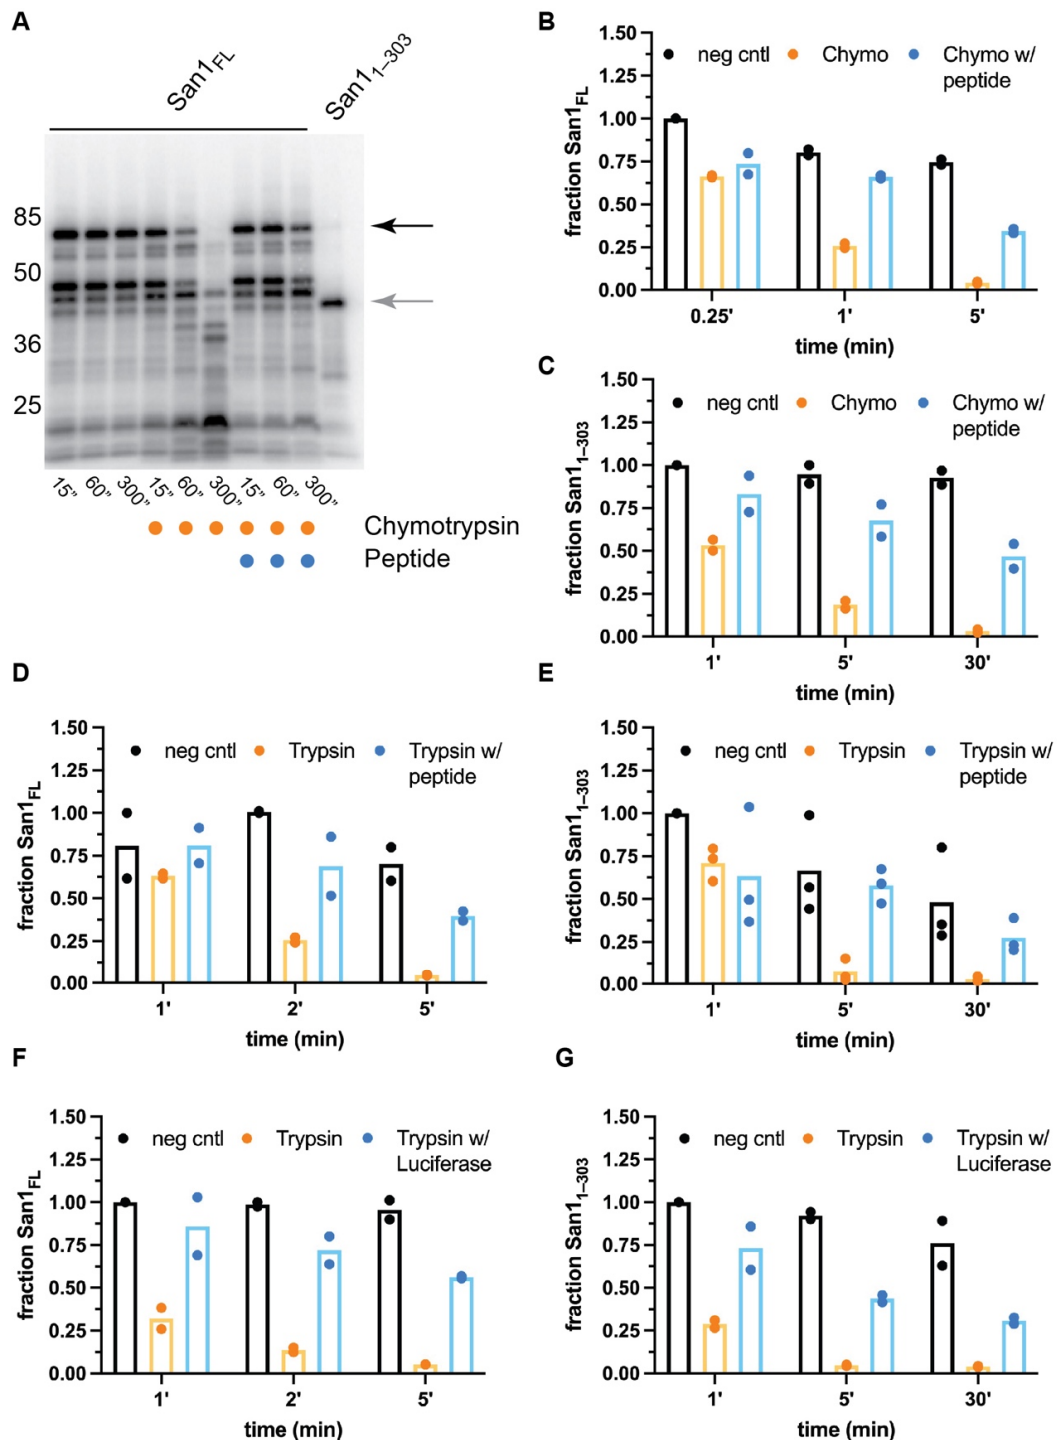 A
San1FL
San11–303
85
50
36
25
15” 60” 300” 15” 60” 300” 15” 60” 300”
Chymotrypsin
Peptide
B
fraction San1FL
1.50
1.25
1.00
0.75
0.50
0.25
0.00
neg cntl Chymo Chymo w/
peptide
0.25' 1' 5'
time (min)
C
fraction San11–303
1.50
1.25
1.00
0.75
0.50
0.25
0.00
neg cntl Chymo Chymo w/
peptide
1' 5' 30'
time (min)
D
fraction San1FL
1.50
1.25
1.00
0.75
0.50
0.25
0.00
neg cntl Trypsin Trypsin w/
peptide
1' 2' 5'
time (min)
E
fraction San11–303
1.50
1.25
1.00
0.75
0.50
0.25
0.00
neg cntl Trypsin Trypsin w/
peptide
1' 5' 30'
time (min)
F
fraction San1FL
1.50
1.25
1.00
0.75
0.50
0.25
0.00
neg cntl Trypsin Trypsin w/
Luciferase
1' 2' 5'
time (min)
G
fraction San11–303
1.50
1.25
1.00
0.75
0.50
0.25
0.00
neg cntl Trypsin Trypsin w/
Luciferase
1' 5' 30'
time (min)